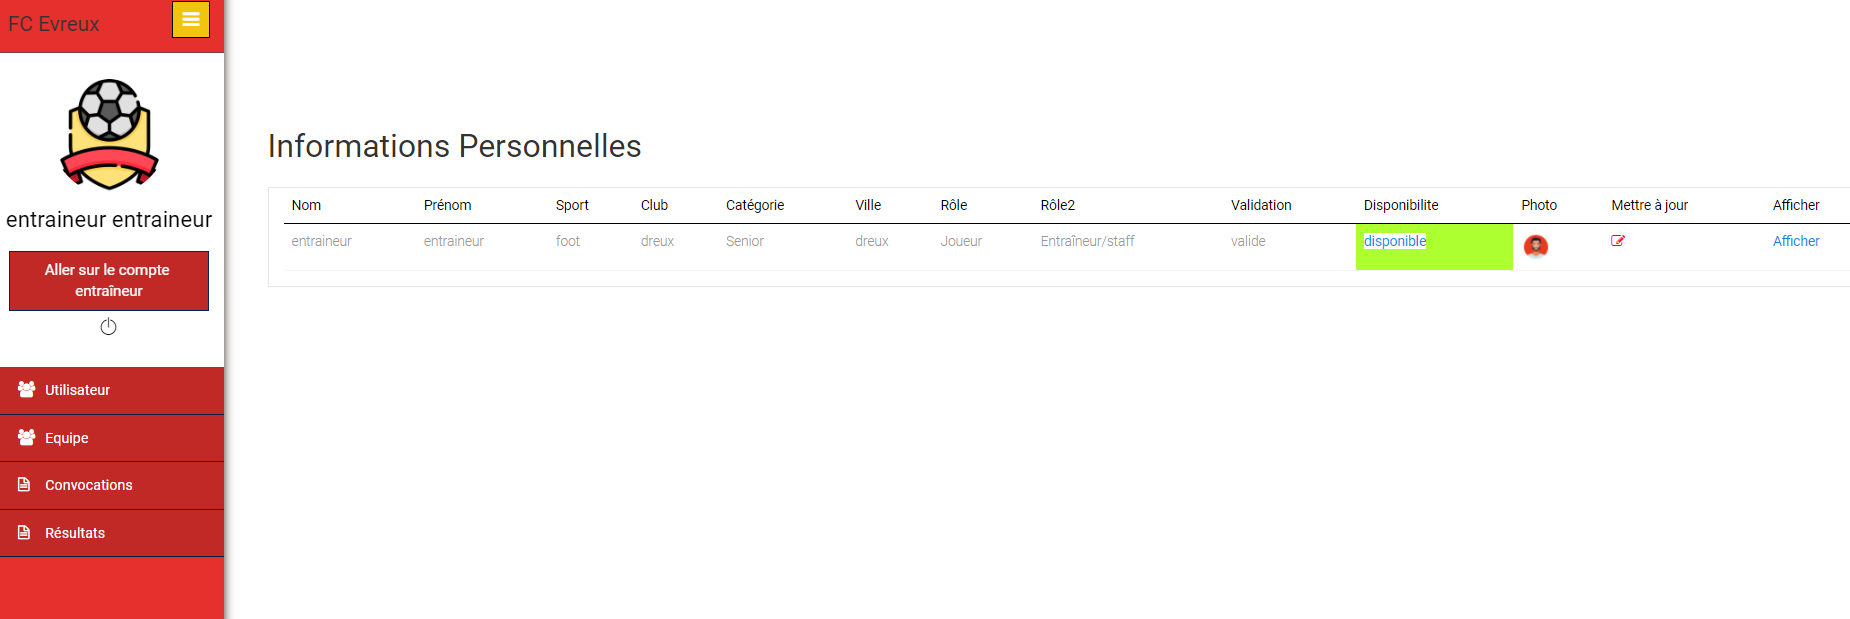 FC Evreux
entraineur entraineur
Aller sur le compte
entraîneur
Utilisateur
Equipe
Convocations
Résultats
Informations Personnelles
Nom Prénom Sport Club Catégorie Ville Rôle Rôle2 Validation Disponibilite Photo Mettre à jour Afficher
entraineur entraineur foot dreux Senior dreux Joueur Entraîneur/staff valide disponible Afficher